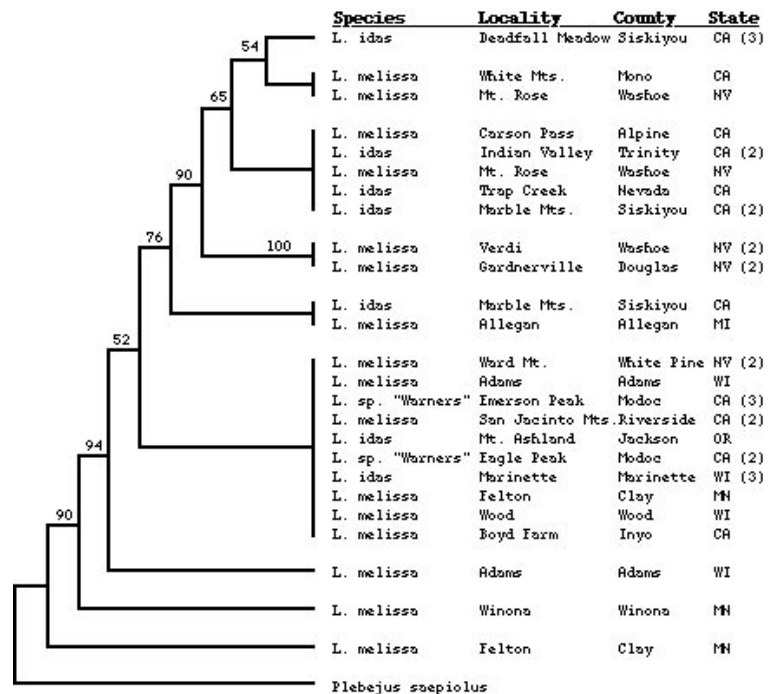 Species Locality County State
54 L. idas Deadfall Meadow Siskiyou CA (3)
L. melissa White Mts. Mono CA
65 L. melissa Mt. Rose Washoe NV
L. melissa Carson Pass Alpine CA
L. idas Indian Valley Trinity CA (2)
90 L. melissa Mt. Rose Washoe NV
L. idas Trap Creek Nevada CA
L. idas Marble Mts. Siskiyou CA (2)
76 100 L. melissa Verdi Washoe NV (2)
L. melissa Gardnerville Douglas NV (2)
L. idas Marble Mts. Siskiyou CA
L. melissa Allegan Allegan MI
52 L. melissa Ward Mt. White Pine NV (2)
L. melissa Adams Adams WI
L. sp. "Warners" Emerson Peak Modoc CA (3)
L. melissa San Jacinto Mts. Riverside CA (2)
L. idas Mt. Ashland Jackson OR
94 L. sp. "Warners" Eagle Peak Modoc CA (2)
L. idas Marinette Marinette WI (3)
L. melissa Felton Clay MN
90 L. melissa Wood Wood WI
L. melissa Boyd Farm Inyo CA
L. melissa Adams Adams WI
L. melissa Winona Winona MN
L. melissa Felton Clay MN
Plebejus saepiolus